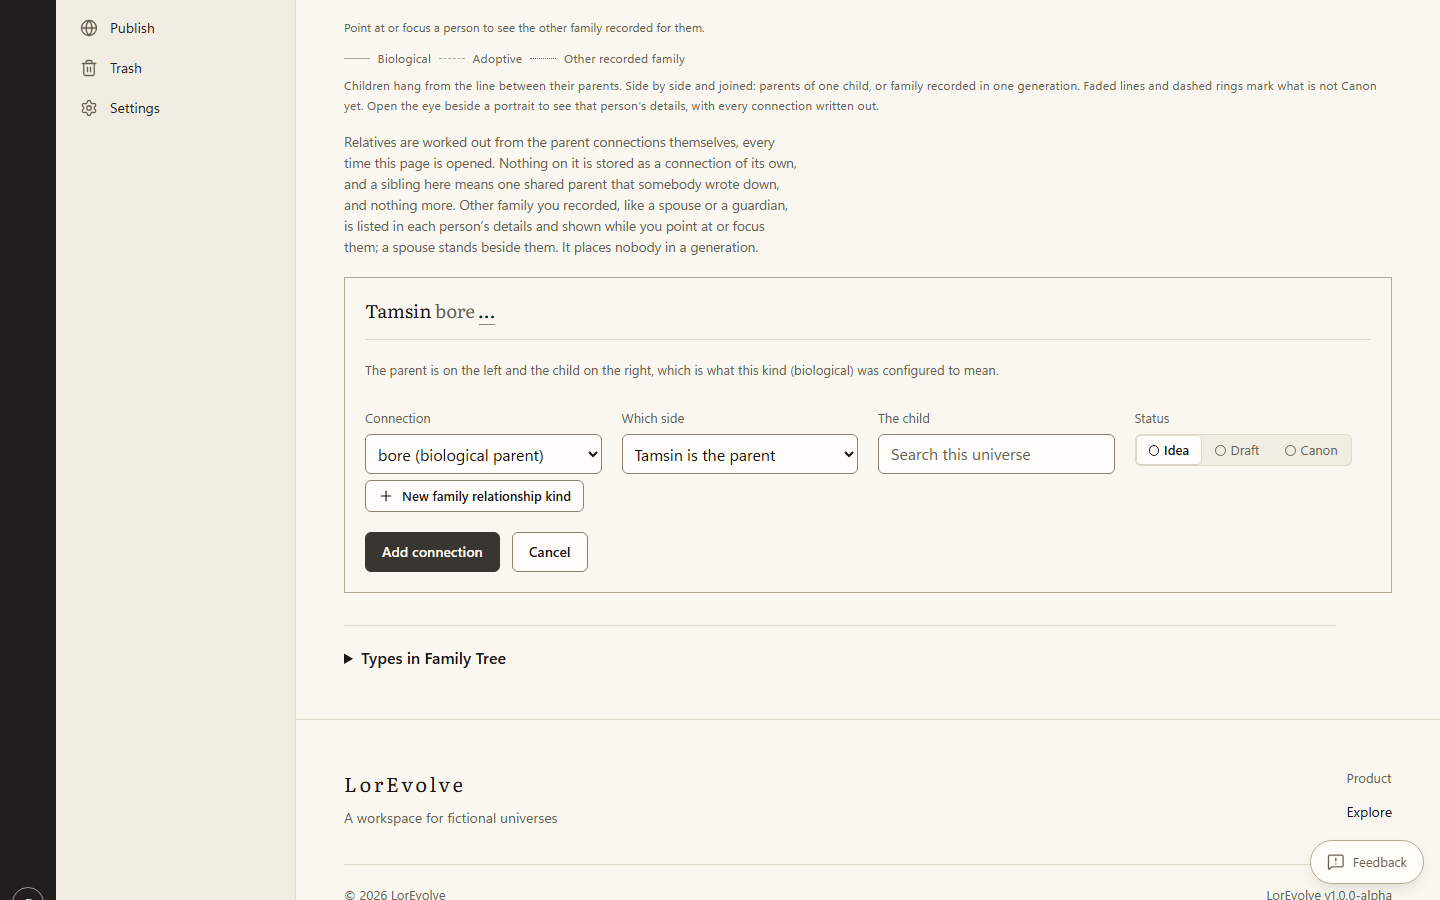 Publish
Trash
Settings
Point at or focus a person to see the other family recorded for them.
Biological Adoptive Other recorded family
Children hang from the line between their parents. Side by side and joined: parents of one child, or family recorded in one generation. Faded lines and dashed rings mark what is not Canon
yet. Open the eye beside a portrait to see that person's details, with every connection written out.
Relatives are worked out from the parent connections themselves, every
time this page is opened. Nothing on it is stored as a connection of its own,
and a sibling here means one shared parent that somebody wrote down,
and nothing more. Other family you recorded, like a spouse or a guardian,
is listed in each person's details and shown while you point at or focus
them; a spouse stands beside them. It places nobody in a generation.
Tamsin bore ...
The parent is on the left and the child on the right, which is what this kind (biological) was configured to mean.
Connection Which side The child Status
bore (biological parent) Tamsin is the parent Search this universe Idea Draft Canon
New family relationship kind
Add connection Cancel
Types in Family Tree
LorEvolve
A workspace for fictional universes
Product
Explore
Feedback
© 2026 LorEvolve
LorEvolve v1.0.0-alpha